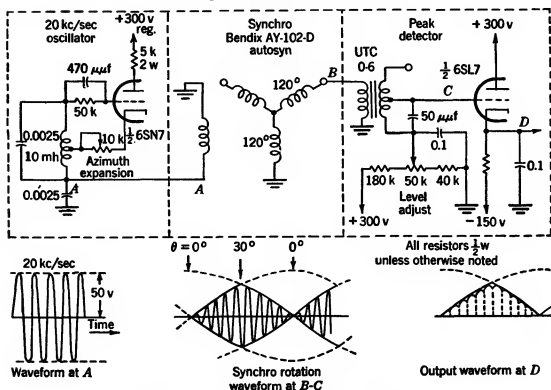 20 kc/sec
oscillator
+300 v
reg.
5 k
2 w
470 μμf
50 k
10 k
½ 6SN7
0.0025
10 mh
Azimuth
expansion
A
0.0025
Synchro
Bendix AY-102-D
autosyn
120°
120°
A
B
Peak
detector
UTC
0-6
+300 v
½ 6SL7
C
50 μμf
0.1
D
180 k
50 k
40 k
Level
adjust
+300 v
-150 v
0.1
20 kc/sec
50 v
Time
Waveform at A
θ = 0°
30°
0°
Synchro rotation
waveform at B-C
All resistors ½ w
unless otherwise noted
Output waveform at D